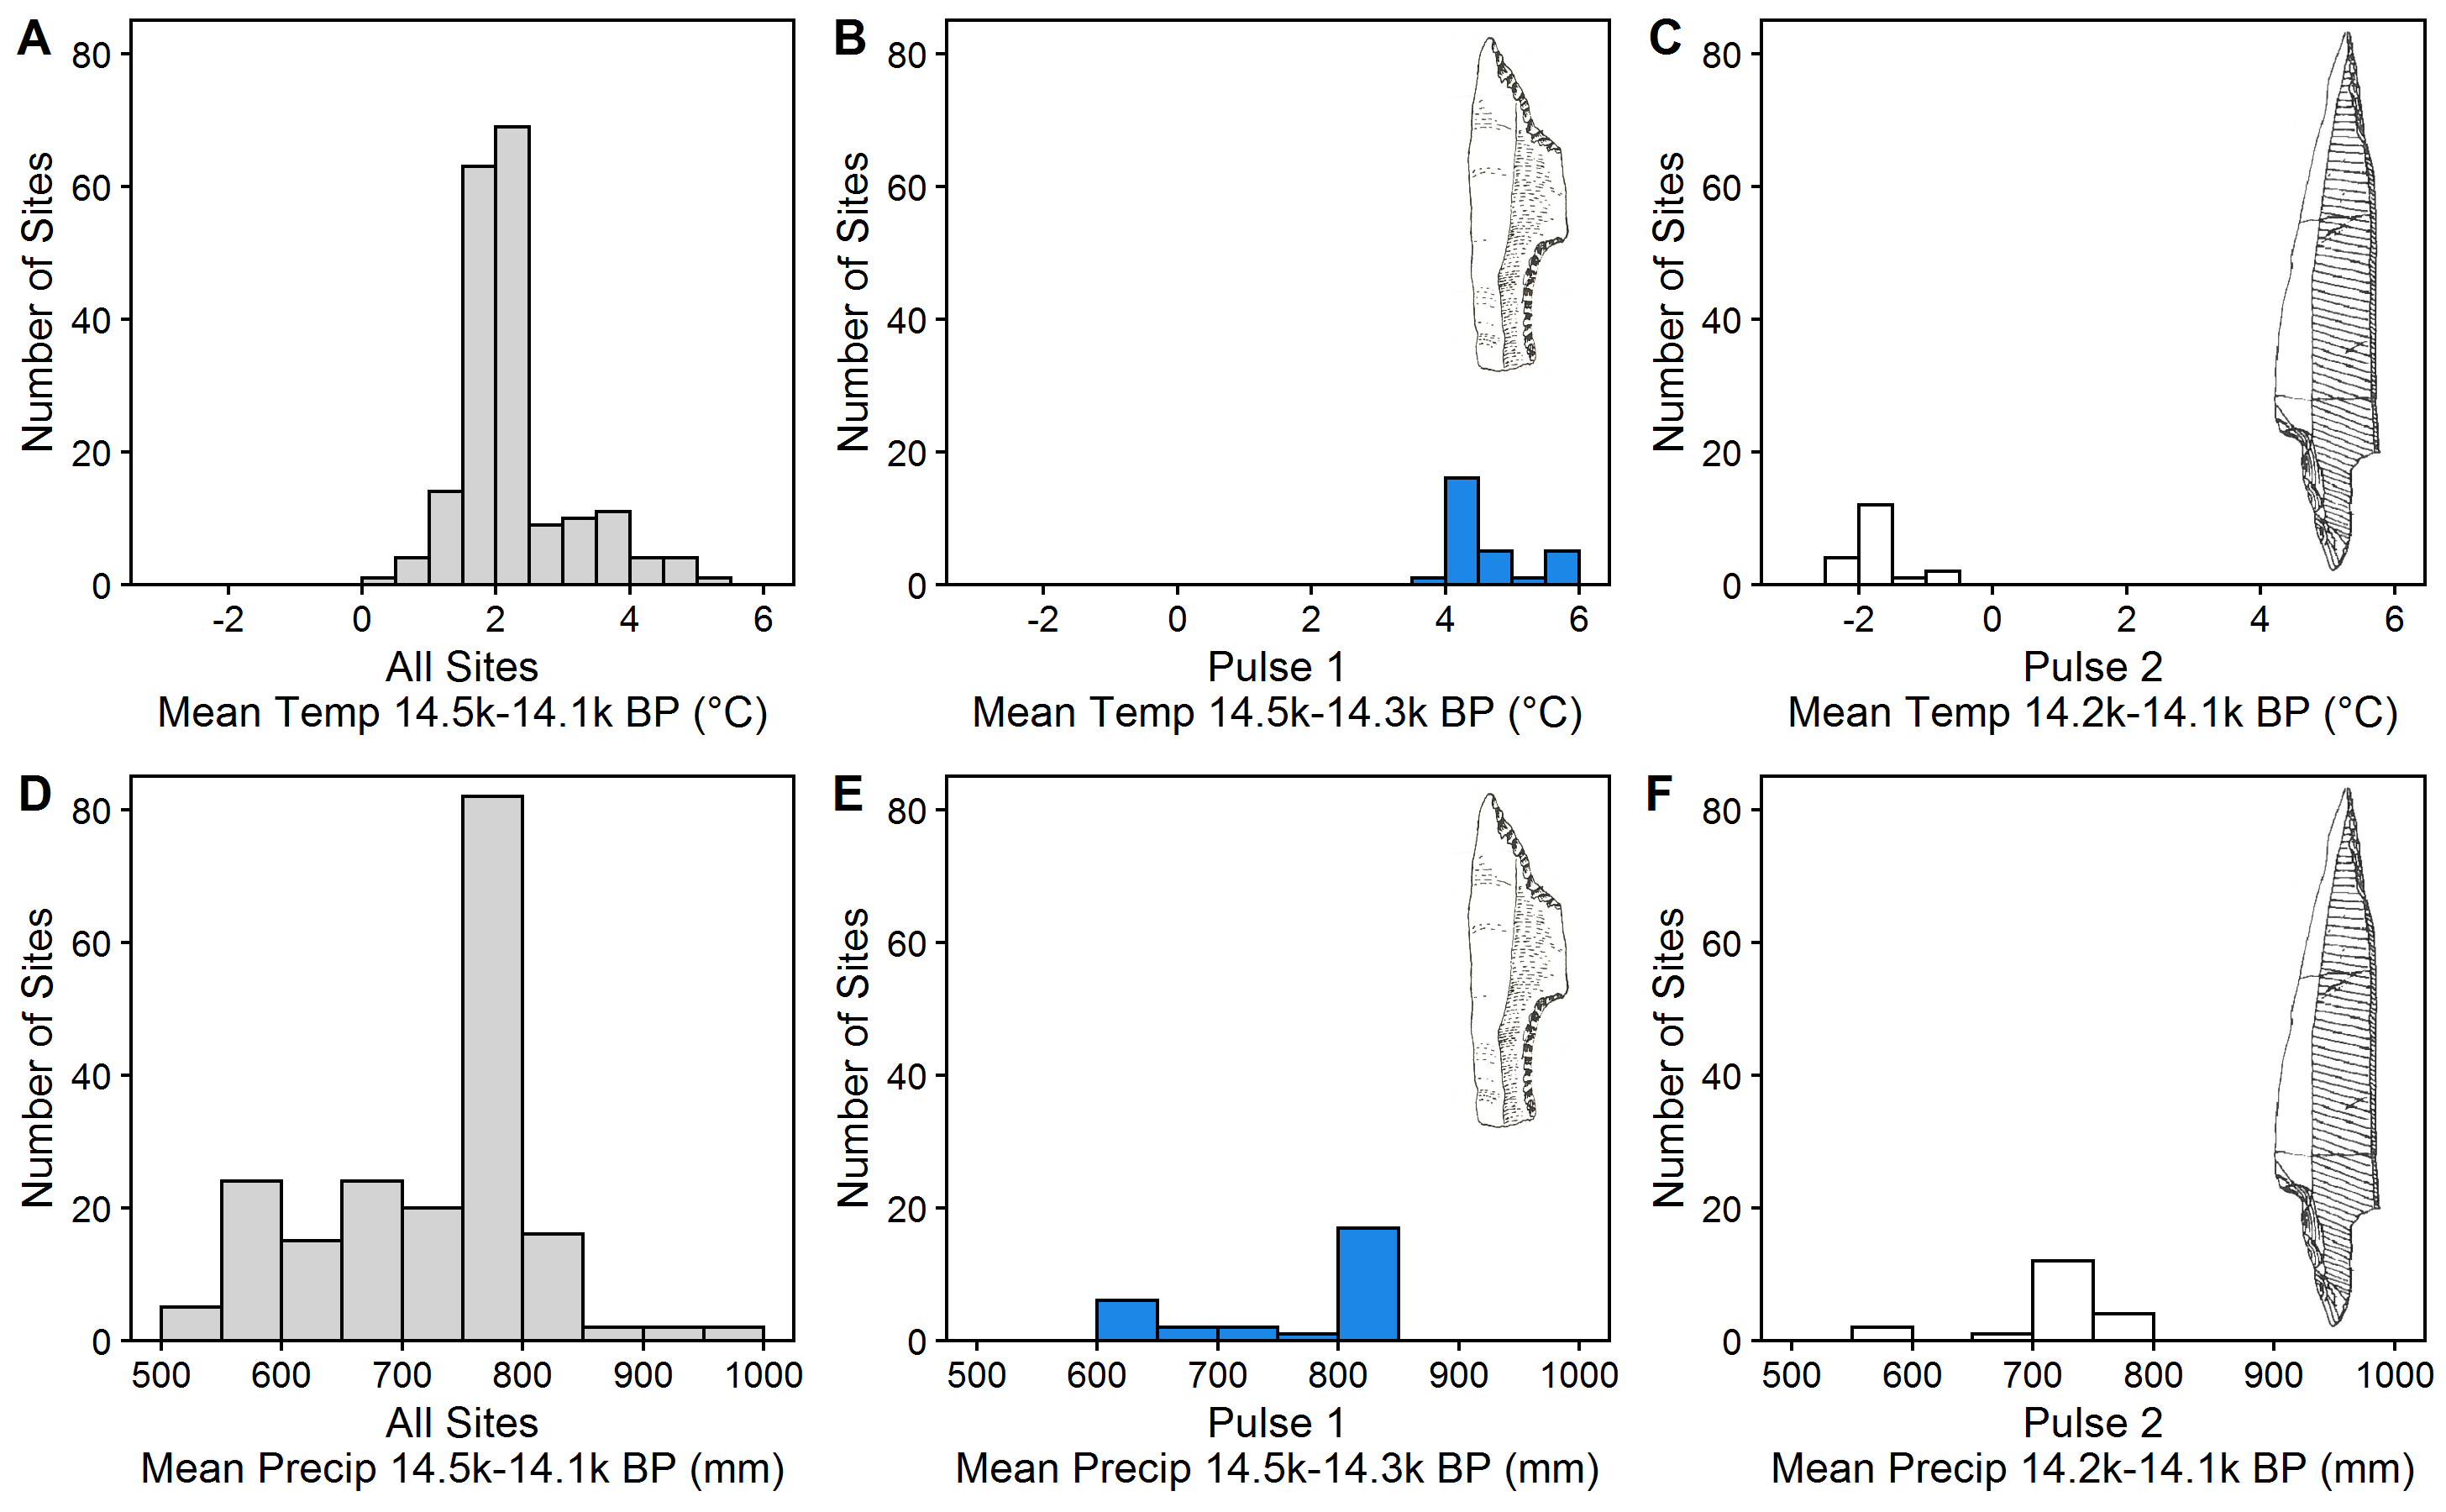 A
80
60
40
20
0
Number of Sites
-2 0 2 4 6
All Sites
Mean Temp 14.5k-14.1k BP (°C)
B
80
60
40
20
0
Number of Sites
-2 0 2 4 6
Pulse 1
Mean Temp 14.5k-14.3k BP (°C)
C
80
60
40
20
0
Number of Sites
-2 0 2 4 6
Pulse 2
Mean Temp 14.2k-14.1k BP (°C)
D
80
60
40
20
0
Number of Sites
500 600 700 800 900 1000
All Sites
Mean Precip 14.5k-14.1k BP (mm)
E
80
60
40
20
0
Number of Sites
500 600 700 800 900 1000
Pulse 1
Mean Precip 14.5k-14.3k BP (mm)
F
80
60
40
20
0
Number of Sites
500 600 700 800 900 1000
Pulse 2
Mean Precip 14.2k-14.1k BP (mm)